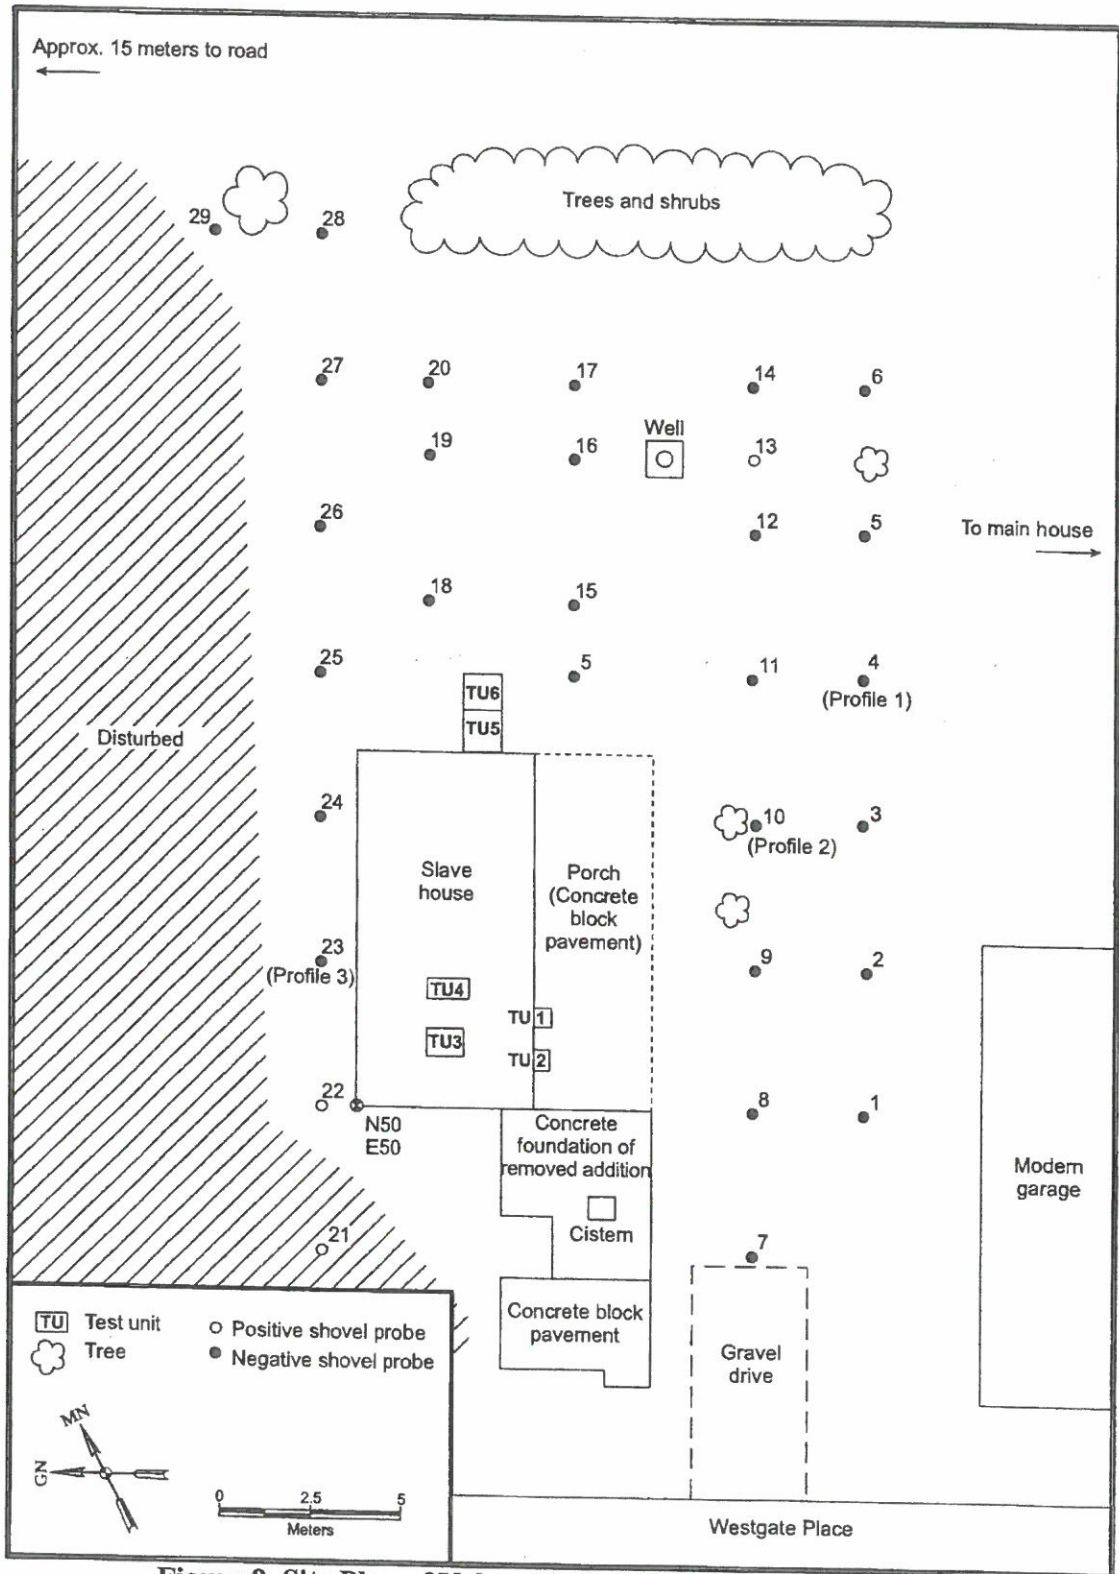 Approx. 15 meters to road
Trees and shrubs
29
28
27
20
17
14
6
Well
19
16
13
26
12
5
To main house
18
15
25
5
11
4
(Profile 1)
TU6
TU5
Disturbed
24
10
3
(Profile 2)
Slave
house
Porch
(Concrete
block
pavement)
23
(Profile 3)
9
2
TU4
TU 1
TU3
TU 2
22
8
1
N50
E50
Concrete
foundation of
removed addition
Modern
garage
Cistern
21
7
TU Test unit
Positive shovel probe
Tree
Negative shovel probe
Concrete block
pavement
Gravel
drive
MN
GN
0 2.5 5
Meters
Westgate Place